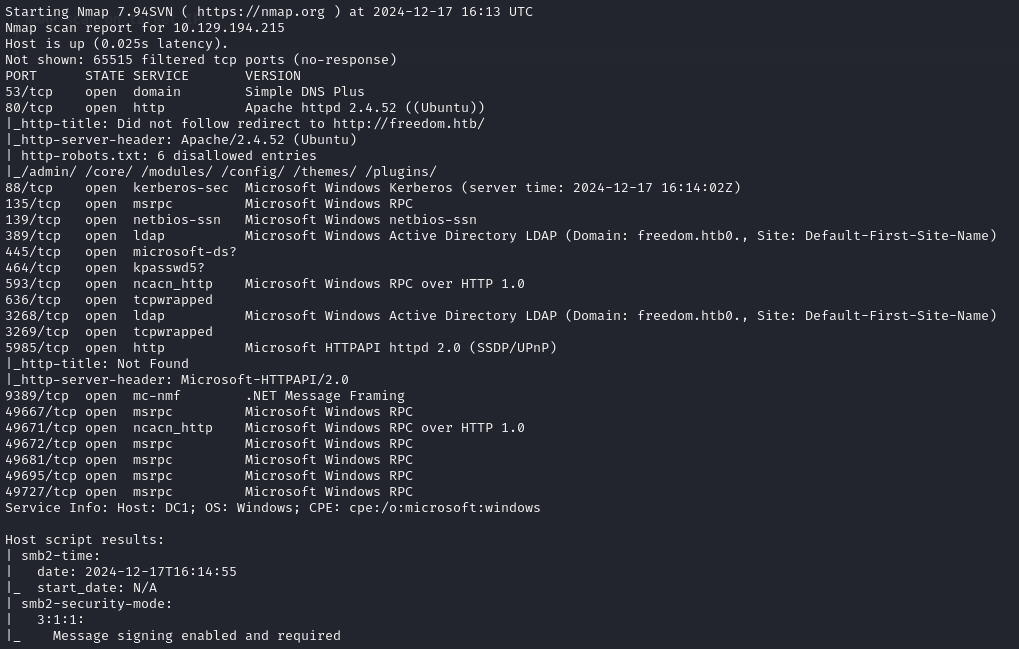 Starting Nmap 7.94SVN ( https://nmap.org ) at 2024-12-17 16:13 UTC
Nmap scan report for 10.129.194.215
Host is up (0.025s latency).
Not shown: 65515 filtered tcp ports (no-response)
PORT      STATE SERVICE       VERSION
53/tcp    open  domain        Simple DNS Plus
80/tcp    open  http          Apache httpd 2.4.52 ((Ubuntu))
|_http-title: Did not follow redirect to http://freedom.htb/
|_http-server-header: Apache/2.4.52 (Ubuntu)
| http-robots.txt: 6 disallowed entries
|_/admin/ /core/ /modules/ /config/ /themes/ /plugins/
88/tcp    open  kerberos-sec  Microsoft Windows Kerberos (server time: 2024-12-17 16:14:02Z)
135/tcp   open  msrpc         Microsoft Windows RPC
139/tcp   open  netbios-ssn   Microsoft Windows netbios-ssn
389/tcp   open  ldap          Microsoft Windows Active Directory LDAP (Domain: freedom.htb0., Site: Default-First-Site-Name)
445/tcp   open  microsoft-ds?
464/tcp   open  kpasswd5?
593/tcp   open  ncacn_http    Microsoft Windows RPC over HTTP 1.0
636/tcp   open  tcpwrapped
3268/tcp  open  ldap          Microsoft Windows Active Directory LDAP (Domain: freedom.htb0., Site: Default-First-Site-Name)
3269/tcp  open  tcpwrapped
5985/tcp  open  http          Microsoft HTTPAPI httpd 2.0 (SSDP/UPnP)
|_http-title: Not Found
|_http-server-header: Microsoft-HTTPAPI/2.0
9389/tcp  open  mc-nmf        .NET Message Framing
49667/tcp open  msrpc         Microsoft Windows RPC
49671/tcp open  ncacn_http    Microsoft Windows RPC over HTTP 1.0
49672/tcp open  msrpc         Microsoft Windows RPC
49681/tcp open  msrpc         Microsoft Windows RPC
49695/tcp open  msrpc         Microsoft Windows RPC
49727/tcp open  msrpc         Microsoft Windows RPC
Service Info: Host: DC1; OS: Windows; CPE: cpe:/o:microsoft:windows

Host script results:
| smb2-time:
|   date: 2024-12-17T16:14:55
|_  start_date: N/A
| smb2-security-mode:
|   3:1:1:
|_    Message signing enabled and required